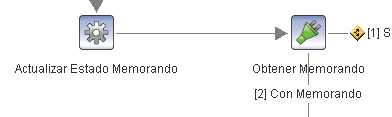 [1] S
Actualizar Estado Memorando
Obtener Memorando
[2] Con Memorando